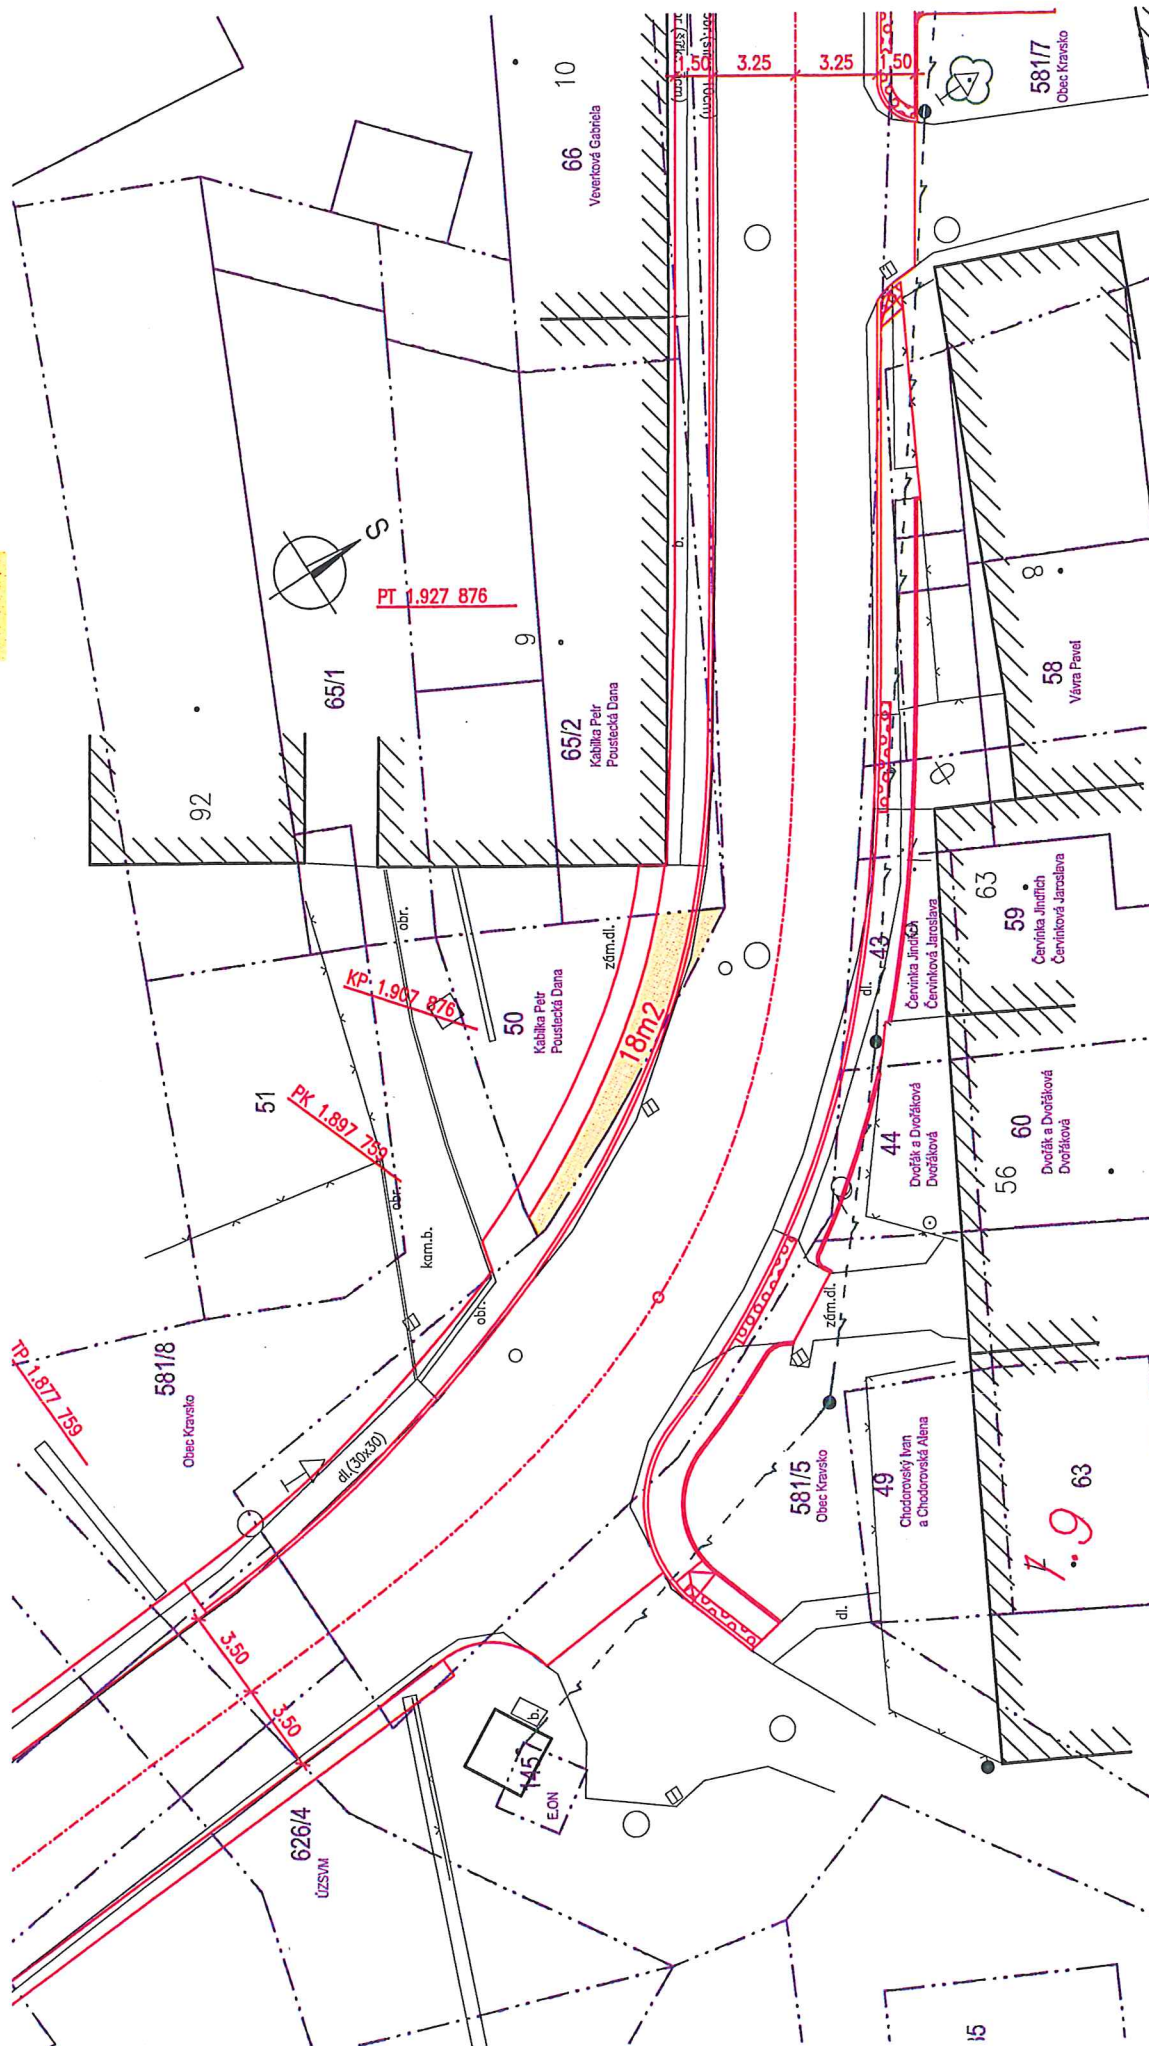 1,50
3.25
3.25
1,50
10
66
Veverková Gabriela
581/7
Obec Kravsko
S
PT 1.927 876
b.
9
65/1
65/2
Kabilka Petr
Poustecká Dana
92
8
58
Vávra Pavel
63
59
Červinka Jindřich
Červinková Jaroslava
43
Červinka Jindřich
Červinková Jaroslava
dl.
obr.
zám.dl.
KP 1.907 876
50
Kabilka Petr
Poustecká Dana
18m2
51
PK 1.897 759
obr.
kam.b.
obr.
44
Dvořák a Dvořáková
Dvořáková
60
Dvořák a Dvořáková
Dvořáková
56
zám.dl.
TP 1.877 759
581/8
Obec Kravsko
dl.(30x30)
581/5
Obec Kravsko
49
Chodorovský Ivan
a Chodorovská Alena
63
dl.
3.50
3.50
b.
145/
E.ON
626/4
ÚZSVM